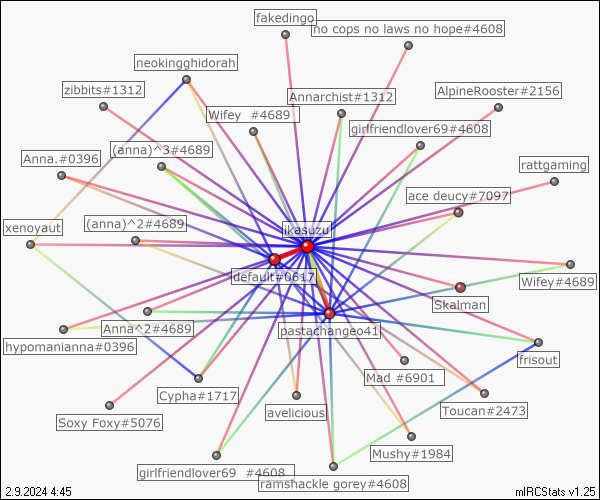 fakedingo
no cops no laws no hope#4608
neokingghidorah
zibbits#1312
Annarchist#1312
AlpineRooster#2156
Wifey  #4689
girlfriendlover69#4608
(anna)^3#4689
Anna.#0396
rattgaming
ace deucy#7097
xenoyaut
(anna)^2#4689
ikasuzu
default#0617
Wifey#4689
Skalman
Anna^2#4689
pastachangeo41
hypomanianna#0396
frisout
Mad #6901
Cypha#1717
avelicious
Toucan#2473
Soxy Foxy#5076
Mushy#1984
girlfriendlover69  #4608
ramshackle gorey#4608
2.9.2024 4:45
mIRCStats v1.25